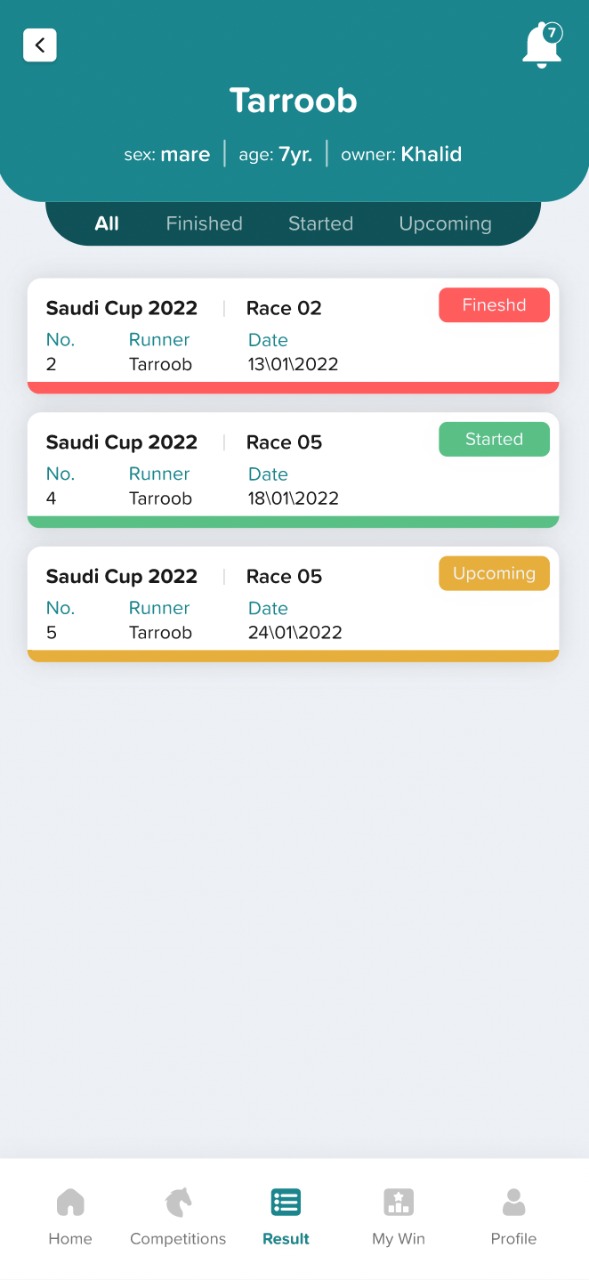 7
Tarroob
sex: mare | age: 7yr. | owner: Khalid
All Finished Started Upcoming
Saudi Cup 2022 | Race 02 Fineshd
No. Runner Date
2 Tarroob 13\01\2022
Saudi Cup 2022 | Race 05 Started
No. Runner Date
4 Tarroob 18\01\2022
Saudi Cup 2022 | Race 05 Upcoming
No. Runner Date
5 Tarroob 24\01\2022
Home Competitions Result My Win Profile